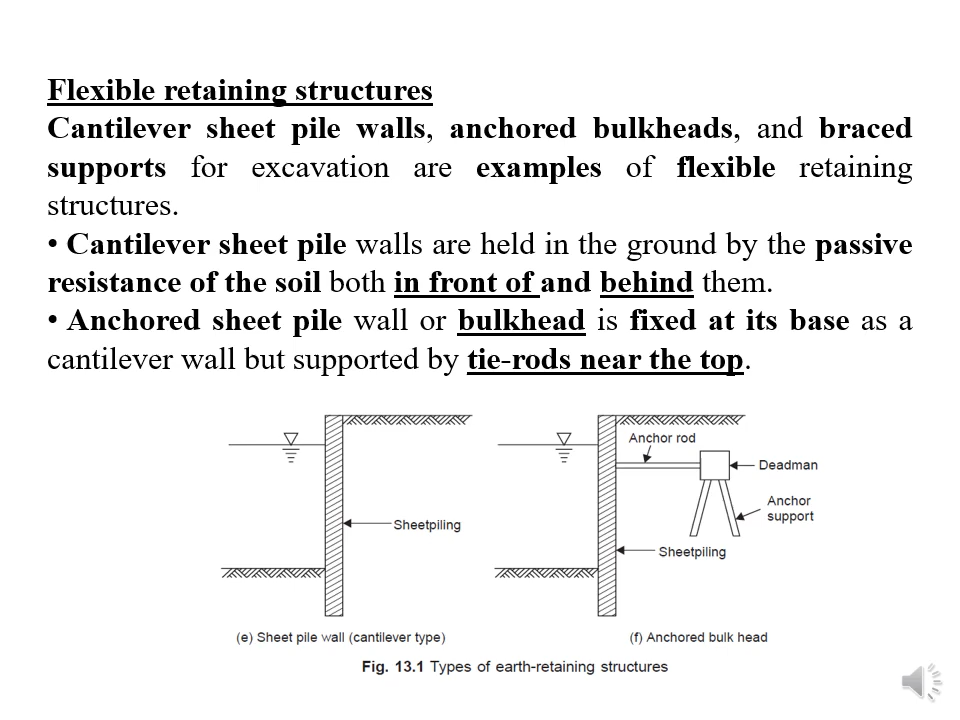 Flexible retaining structures
Cantilever sheet pile walls, anchored bulkheads, and braced
supports for excavation are examples of flexible retaining
structures.
• Cantilever sheet pile walls are held in the ground by the passive
resistance of the soil both in front of and behind them.
• Anchored sheet pile wall or bulkhead is fixed at its base as a
cantilever wall but supported by tie-rods near the top.
Anchor rod
Deadman
Anchor
support
Sheetpiling
Sheetpiling
(e) Sheet pile wall (cantilever type)
(f) Anchored bulk head
Fig. 13.1 Types of earth-retaining structures